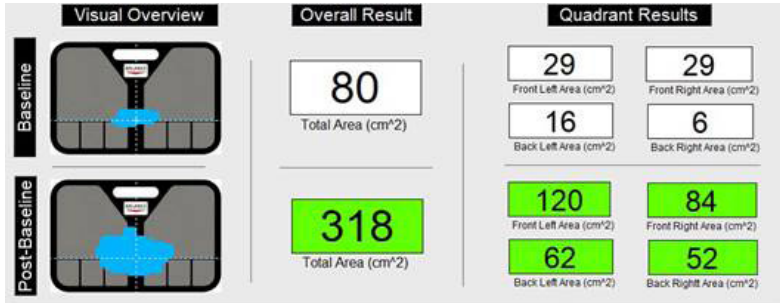 Visual Overview
Overall Result
Quadrant Results
Baseline
80
Total Area (cm^2)
29
Front Left Area (cm^2)
29
Front Right Area (cm^2)
16
Back Left Area (cm^2)
6
Back Right Area (cm^2)
Post-Baseline
318
Total Area (cm^2)
120
Front Left Area (cm^2)
84
Front Right Area (cm^2)
62
Back Left Area (cm^2)
52
Back Rightt Area (cm^2)